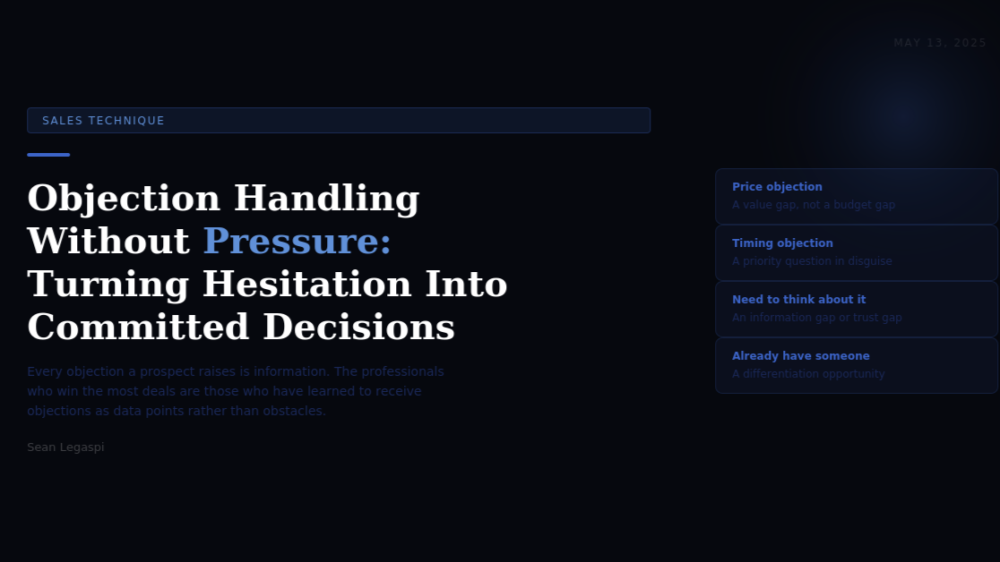 MAY 13, 2025
SALES TECHNIQUE
Objection Handling
Without Pressure:
Turning Hesitation Into
Committed Decisions
Every objection a prospect raises is information. The professionals
who win the most deals are those who have learned to receive
objections as data points rather than obstacles.
Sean Legaspi
Price objection
A value gap, not a budget gap
Timing objection
A priority question in disguise
Need to think about it
An information gap or trust gap
Already have someone
A differentiation opportunity